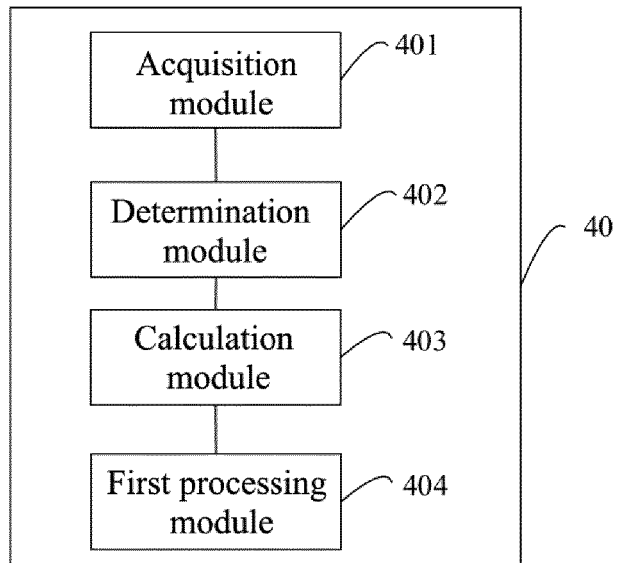 Acquisition
module
401
Determination
module
402
40
Calculation
module
403
First processing
module
404